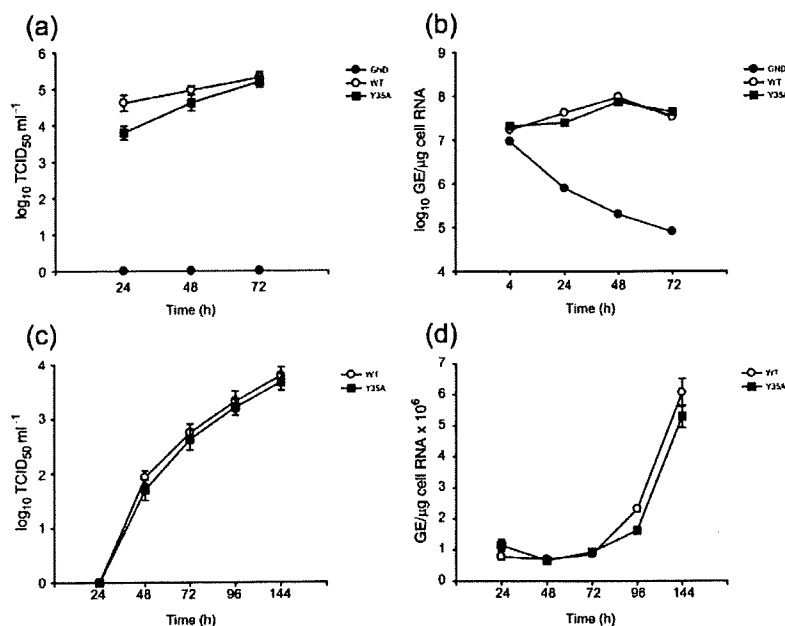 (a)
6
5
4
3
2
1
0
log10 TCID50 ml−1
24
48
72
Time (h)
GND
WT
Y35A
(b)
9
8
7
6
5
4
log10 GE/µg cell RNA
4
24
48
72
Time (h)
GND
WT
Y35A
(c)
4
3
2
1
0
log10 TCID50 ml−1
24
48
72
96
144
Time (h)
WT
Y35A
(d)
7
6
5
4
3
2
1
0
GE/µg cell RNA x 10^6
24
48
72
96
144
Time (h)
WT
Y35A